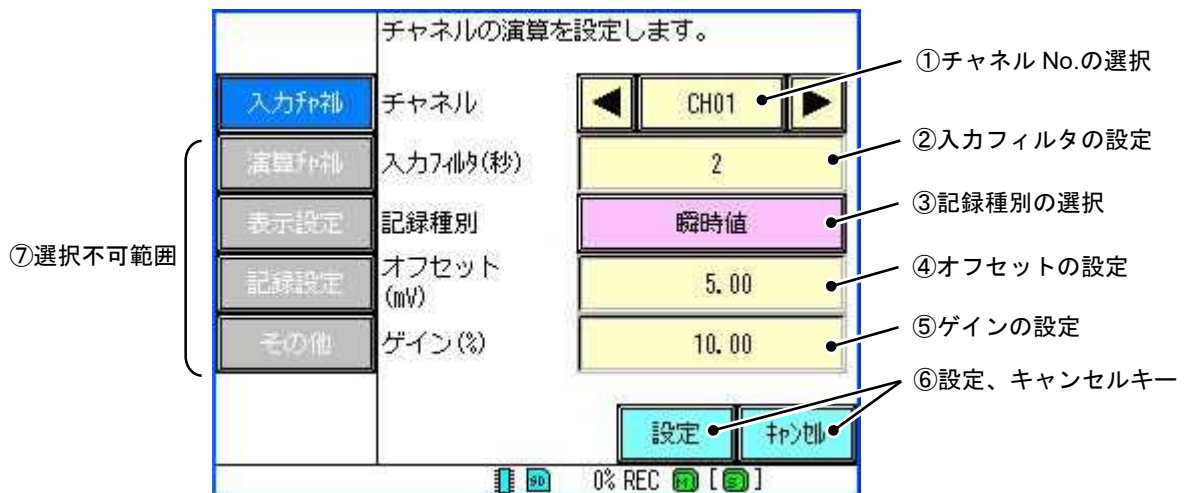 チャネルの演算を設定します。
入力ﾁｬﾈﾙ
チャネル
◀
CH01
▶
①チャネル No.の選択
演算ﾁｬﾈﾙ
入力ﾌｨﾙﾀ(秒)
2
②入力フィルタの設定
表示設定
記録種別
瞬時値
③記録種別の選択
⑦選択不可範囲
記録設定
オフセット
(mV)
5.00
④オフセットの設定
その他
ゲイン(%)
10.00
⑤ゲインの設定
⑥設定、キャンセルキー
設定
ｷｬﾝｾﾙ
SD
0% REC
M
[S]